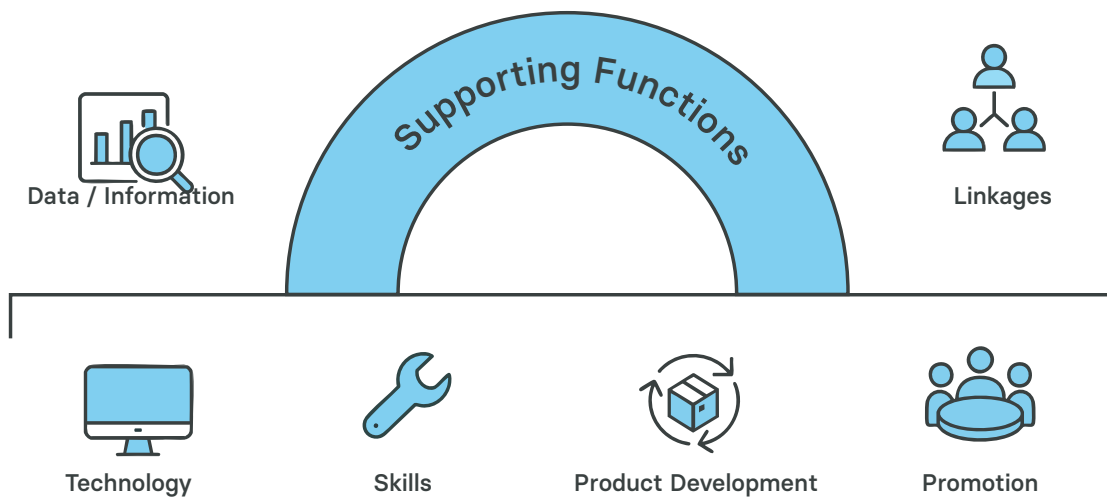 Supporting Functions
Data / Information
Linkages
Technology
Skills
Product Development
Promotion